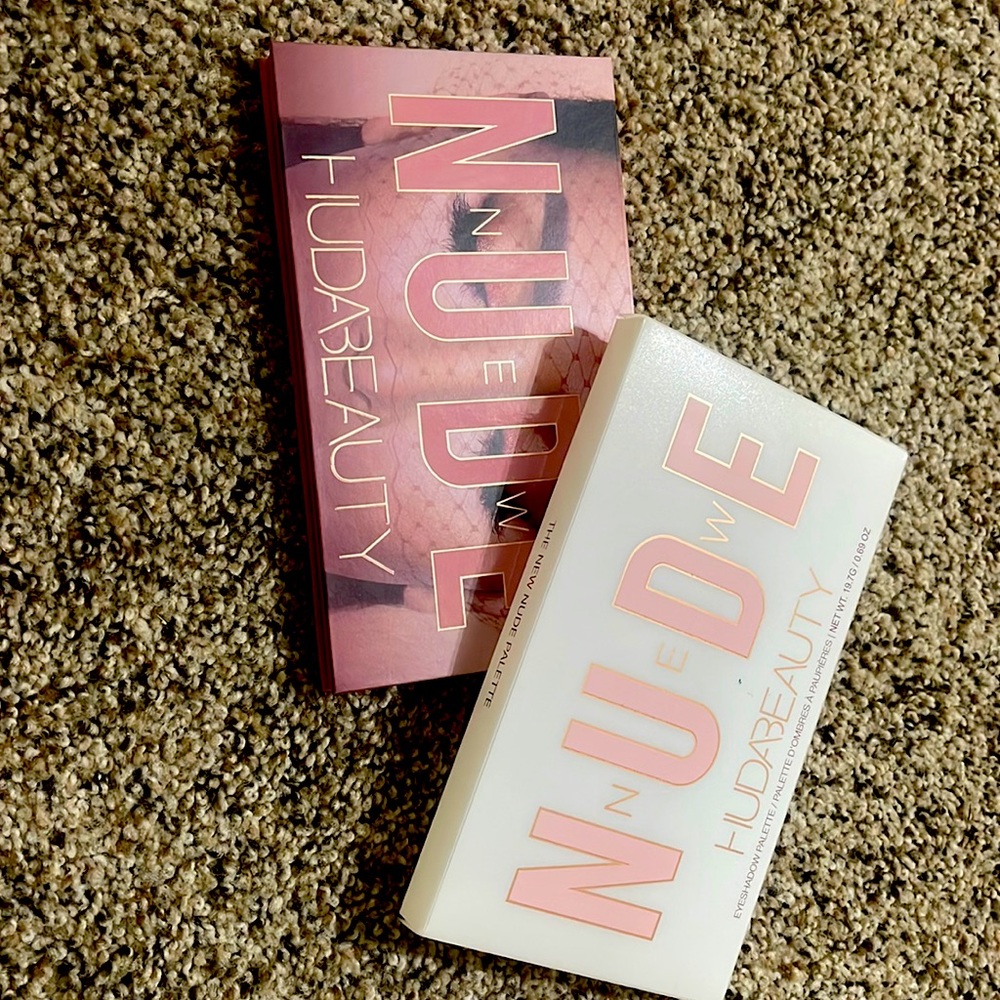 NUDE
NEW
HUDABEAUTY
THE NEW NUDE PALETTE
NUDE
NEW
HUDABEAUTY
EYESHADOW PALETTE / PALETTE D'OMBRES À PAUPIÈRES | NET WT. 19.7G / 0.69 OZ